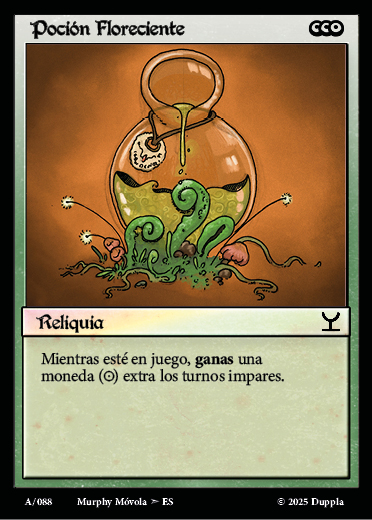 Poción Floreciente
Reliquia
Mientras esté en juego, ganas una
moneda (⊙) extra los turnos impares.
A/088 Murphy Móvola ➣ ES © 2025 Duppla